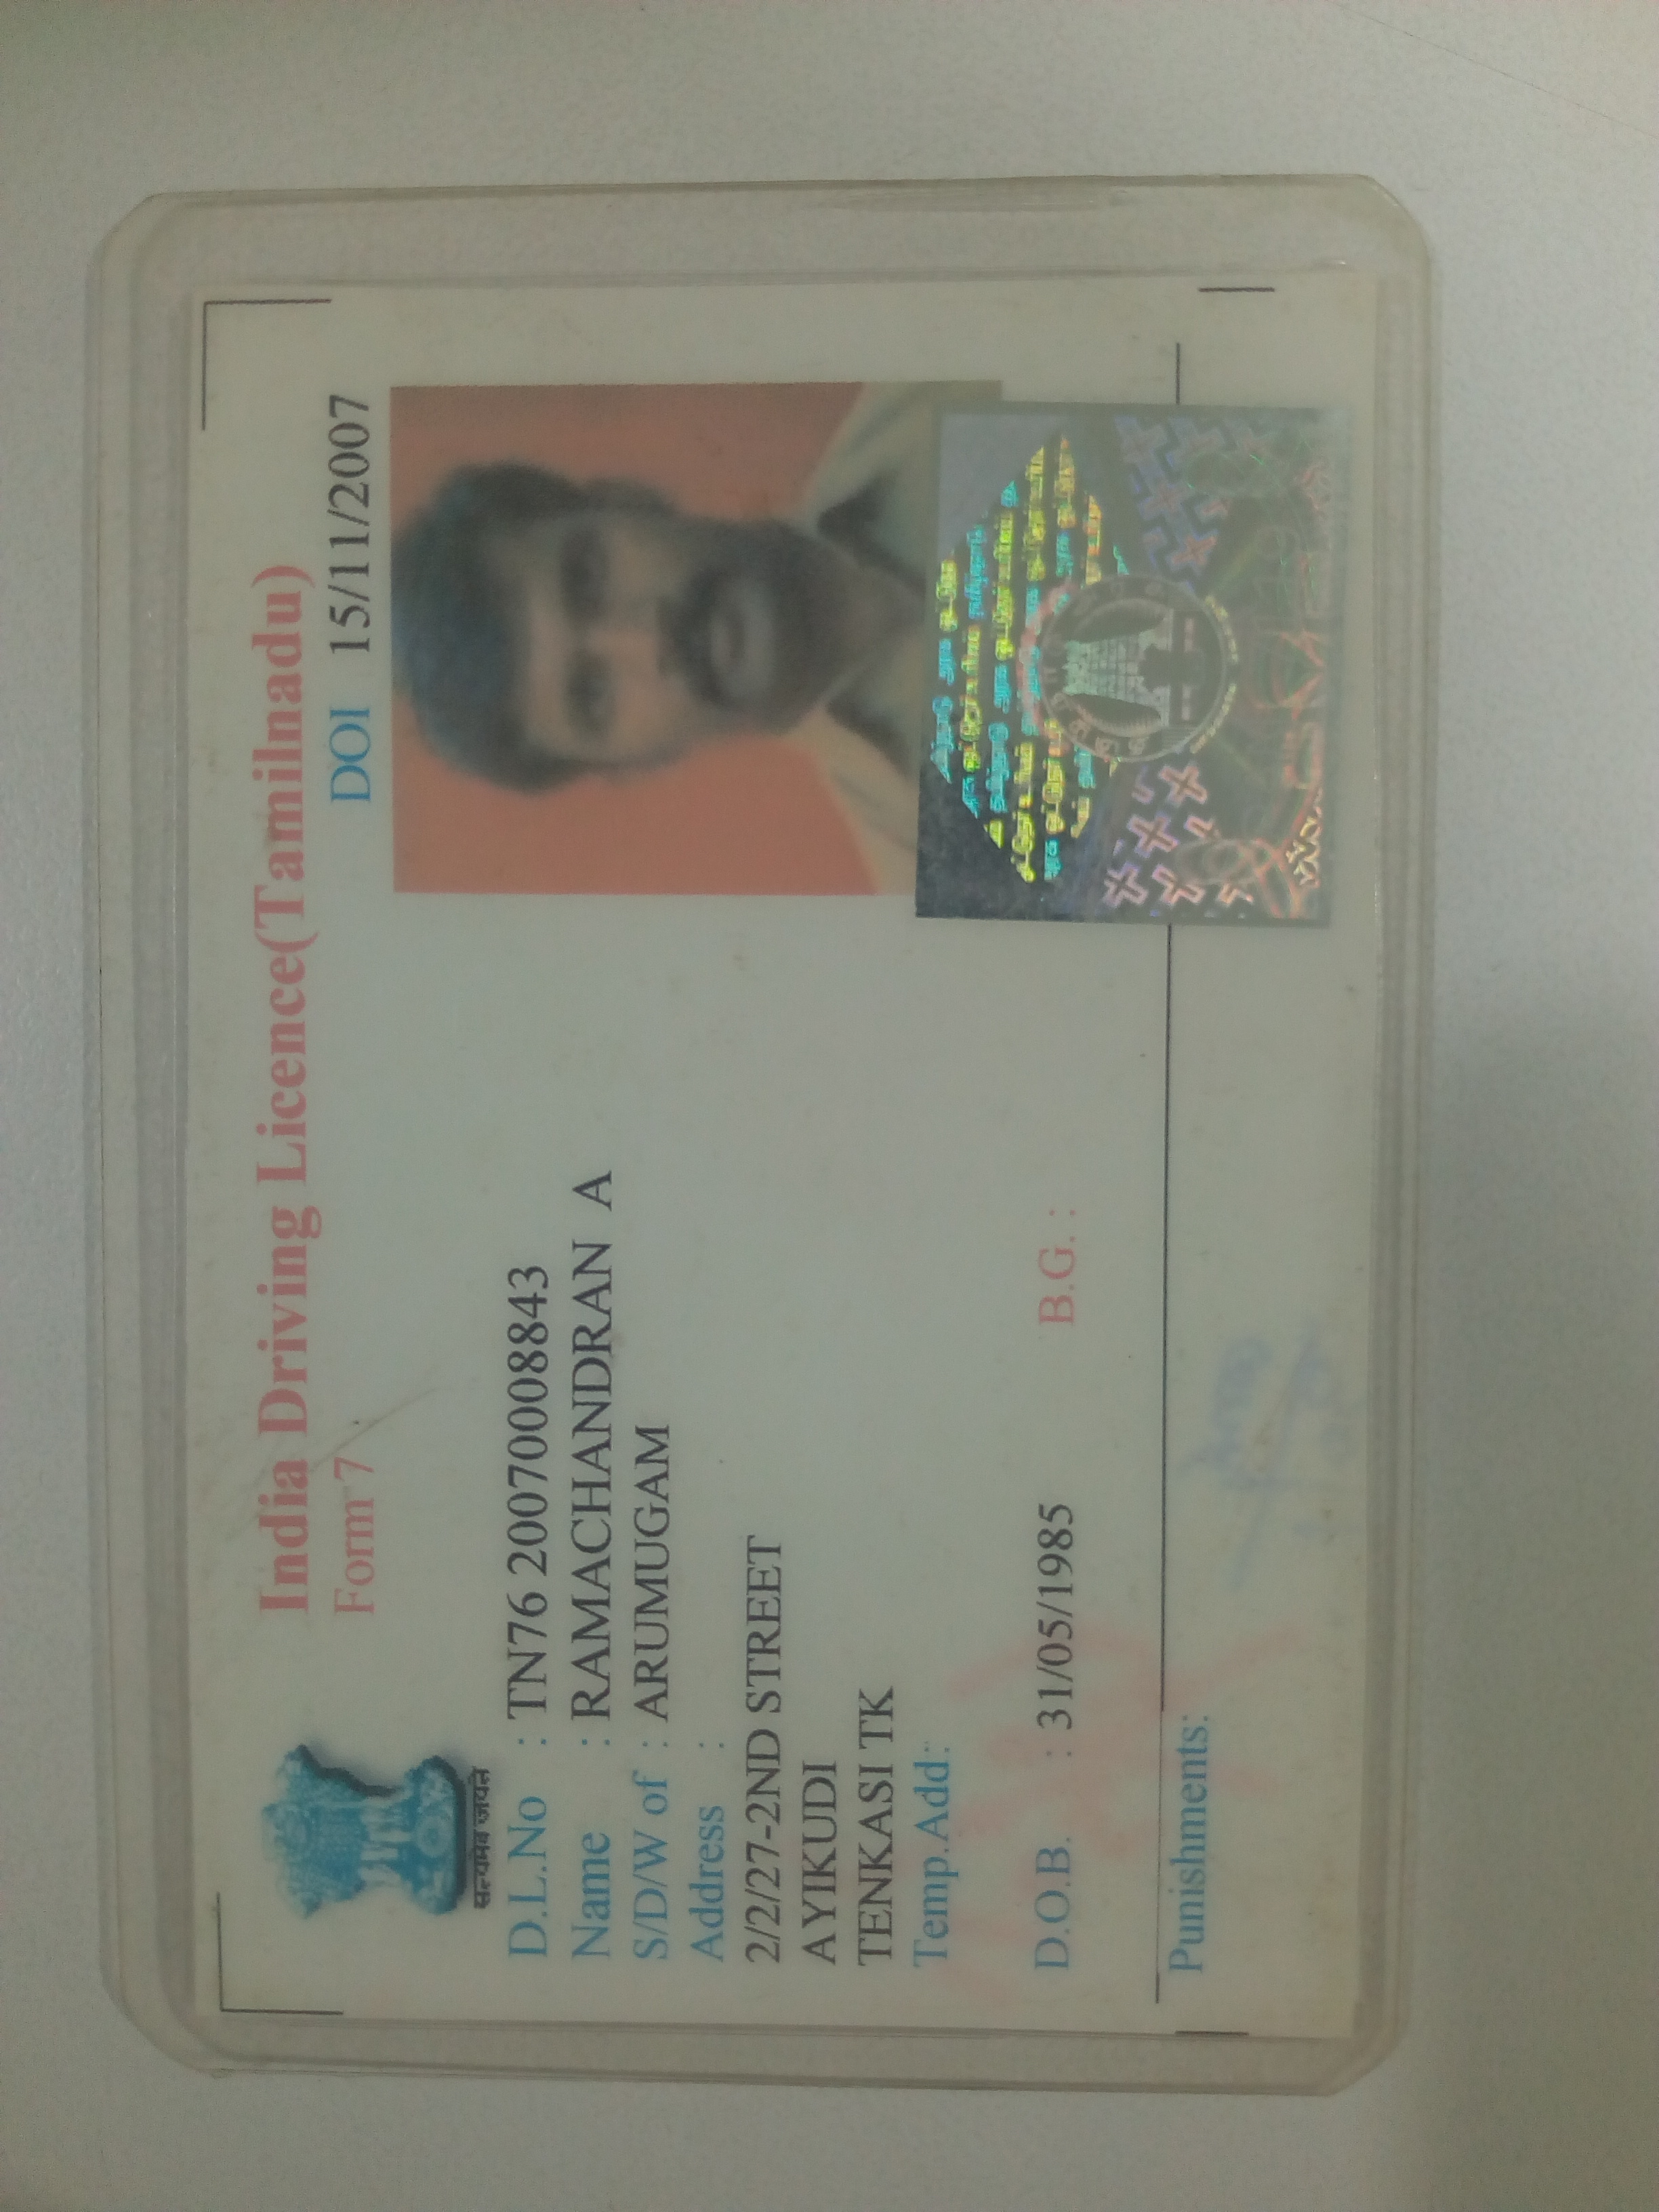 India Driving Licence(Tamilnadu)
Form 7
DOI 15/11/2007
सत्यमेव जयते
D.L.No : TN76 20070008843
Name : RAMACHANDRAN A
S/D/W of : ARUMUGAM
Address :
2/2/27-2ND STREET
AYIKUDI
TENKASI TK
Temp.Add:
D.O.B. : 31/05/1985 B.G. :
Punishments: